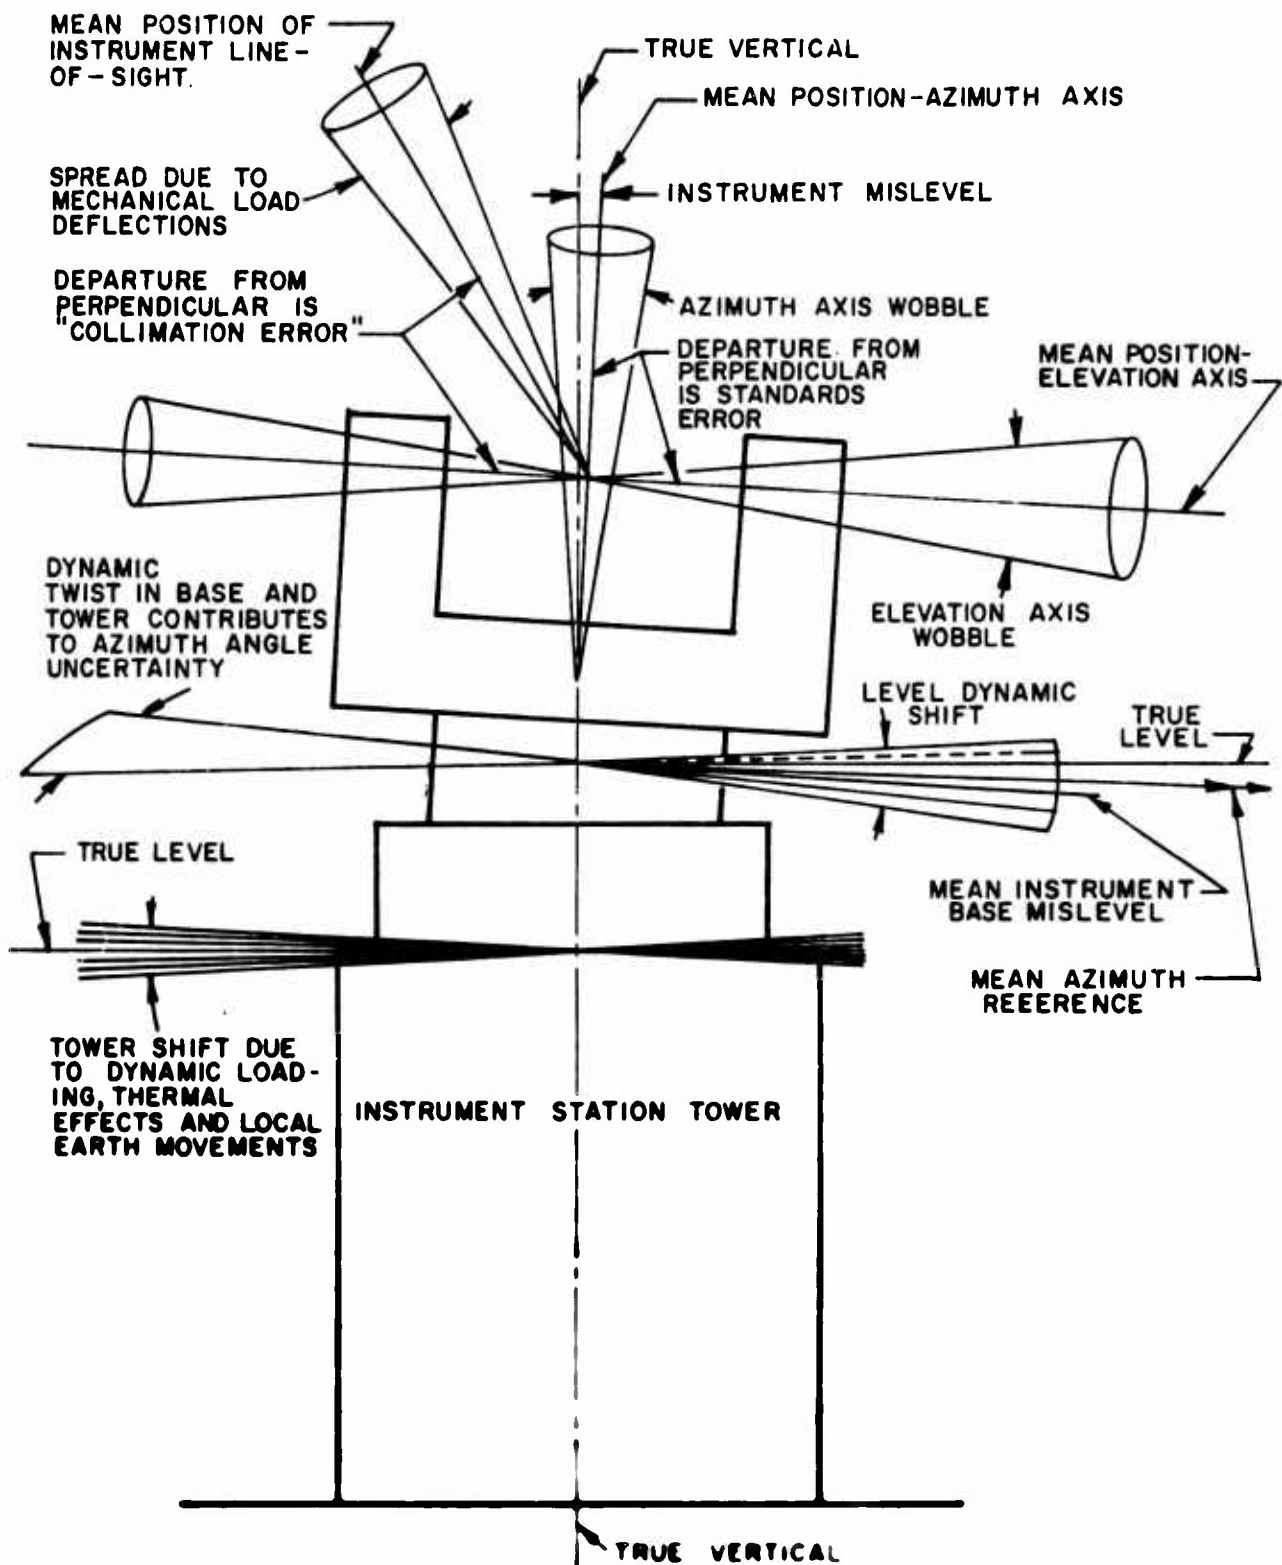 MEAN POSITION OF
INSTRUMENT LINE-
OF-SIGHT.
TRUE VERTICAL
MEAN POSITION-AZIMUTH AXIS
SPREAD DUE TO
MECHANICAL LOAD
DEFLECTIONS
INSTRUMENT MISLEVEL
DEPARTURE FROM
PERPENDICULAR IS
"COLLIMATION ERROR"
AZIMUTH AXIS WOBBLE
DEPARTURE FROM
PERPENDICULAR
IS STANDARDS
ERROR
MEAN POSITION-
ELEVATION AXIS
DYNAMIC
TWIST IN BASE AND
TOWER CONTRIBUTES
TO AZIMUTH ANGLE
UNCERTAINTY
ELEVATION AXIS
WOBBLE
LEVEL DYNAMIC
SHIFT
TRUE
LEVEL
TRUE LEVEL
MEAN INSTRUMENT
BASE MISLEVEL
MEAN AZIMUTH
REEERENCE
TOWER SHIFT DUE
TO DYNAMIC LOAD-
ING, THERMAL
EFFECTS AND LOCAL
EARTH MOVEMENTS
INSTRUMENT STATION TOWER
TRUE VERTICAL